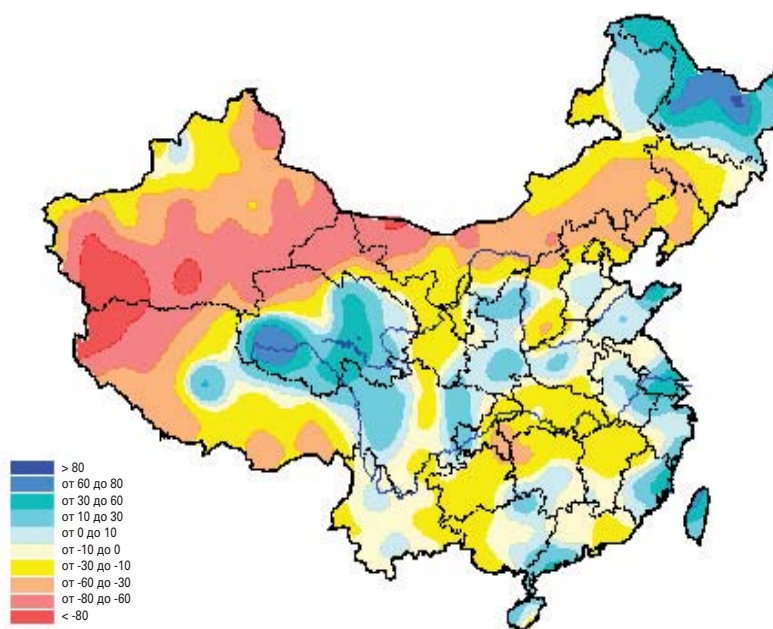 > 80
от 60 до 80
от 30 до 60
от 10 до 30
от 0 до 10
от -10 до 0
от -30 до -10
от -60 до -30
от -80 до -60
< -80